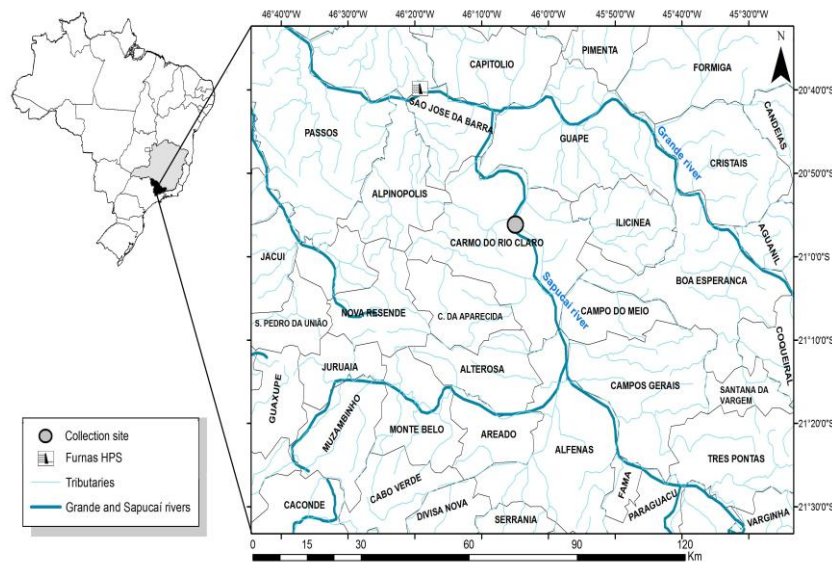 46°40'0"O 46°30'0"O 46°20'0"O 46°10'0"O 46°0'0"O 45°50'0"O 45°40'0"O 45°30'0"O
N
PIMENTA
CAPITOLIO
FORMIGA
20°40'0"S
SAO JOSE DA BARRA
CANDEIAS
PASSOS
GUAPE
Grande river
CRISTAIS
20°50'0"S
ALPINOPOLIS
ILICINEA
CARMO DO RIO CLARO
AGUANIL
JACUI
21°0'0"S
BOA ESPERANCA
Sapucaí river
NOVA RESENDE
C. DA APARECIDA
CAMPO DO MEIO
S. PEDRO DA UNIÃO
COQUEIRAL
21°10'0"S
JURUAIA
ALTEROSA
GUAXUPE
CAMPOS GERAIS
SANTANA DA
VARGEM
MUZAMBINHO
MONTE BELO
AREADO
21°20'0"S
ALFENAS
TRES PONTAS
CABO VERDE
FAMA
PARAGUACU
CACONDE
DIVISA NOVA
SERRANIA
VARGINHA
21°30'0"S
Collection site
Furnas HPS
Tributaries
Grande and Sapucaí rivers
0 15 30 60 90 120
Km